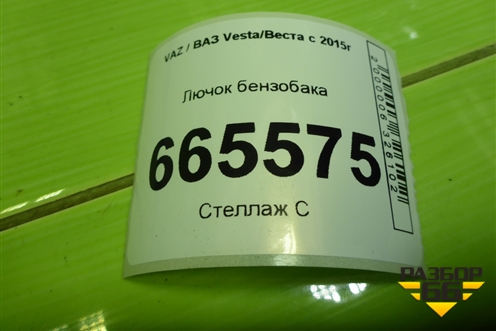 VAZ / ВАЗ Vesta/Веста с 2015г
Лючок бензобака
665575
Стеллаж С
2000006326102
РАЗБОР
66